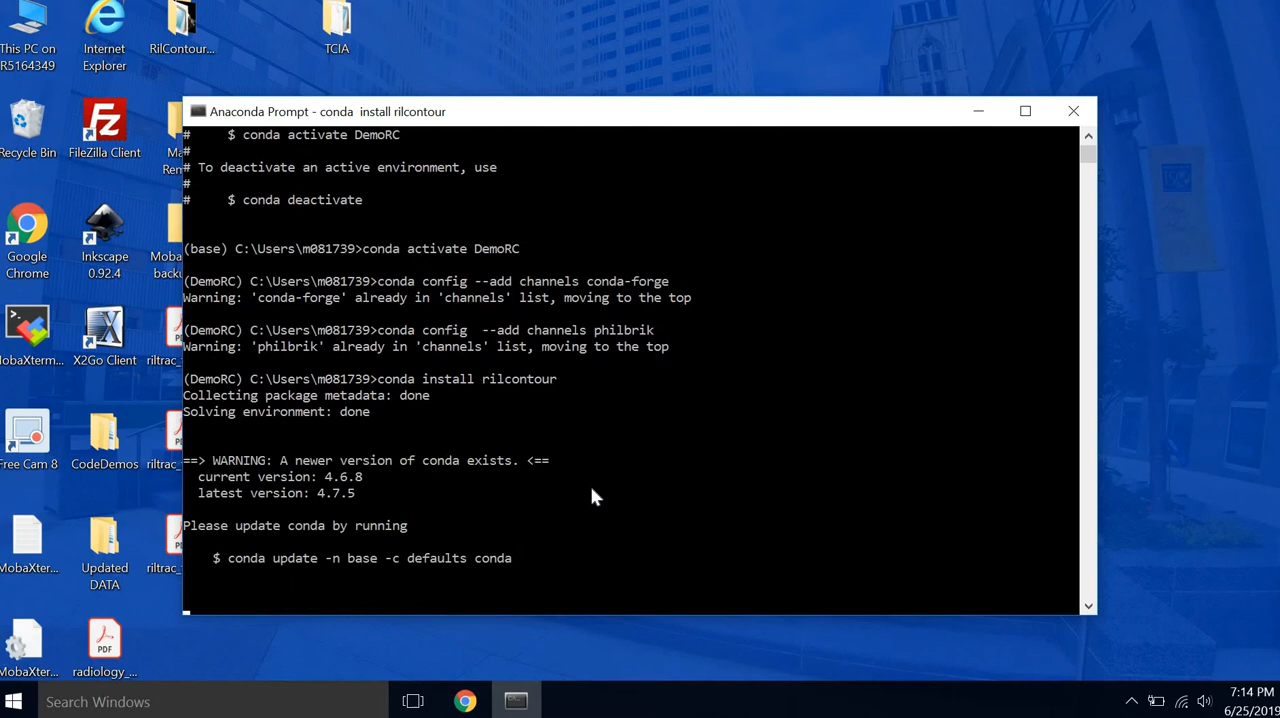 This PC on
R5164349
Internet
Explorer
RilContour...
TCIA
Recycle Bin
FileZilla Client
Google
Chrome
Inkscape
0.92.4
MobaXterm...
X2Go Client
riltrac_
Free Cam 8
CodeDemos
riltrac_
MobaXter...
Updated
DATA
riltrac_
MobaXter...
PDF
radiology_...
Anaconda Prompt - conda  install rilcontour
#     $ conda activate DemoRC
#
# To deactivate an active environment, use
#
#     $ conda deactivate
(base) C:\Users\m081739>conda activate DemoRC
(DemoRC) C:\Users\m081739>conda config --add channels conda-forge
Warning: 'conda-forge' already in 'channels' list, moving to the top
(DemoRC) C:\Users\m081739>conda config  --add channels philbrik
Warning: 'philbrik' already in 'channels' list, moving to the top
(DemoRC) C:\Users\m081739>conda install rilcontour
Collecting package metadata: done
Solving environment: done
==> WARNING: A newer version of conda exists. <==
  current version: 4.6.8
  latest version: 4.7.5
Please update conda by running
    $ conda update -n base -c defaults conda
Search Windows
7:14 PM
6/25/2019